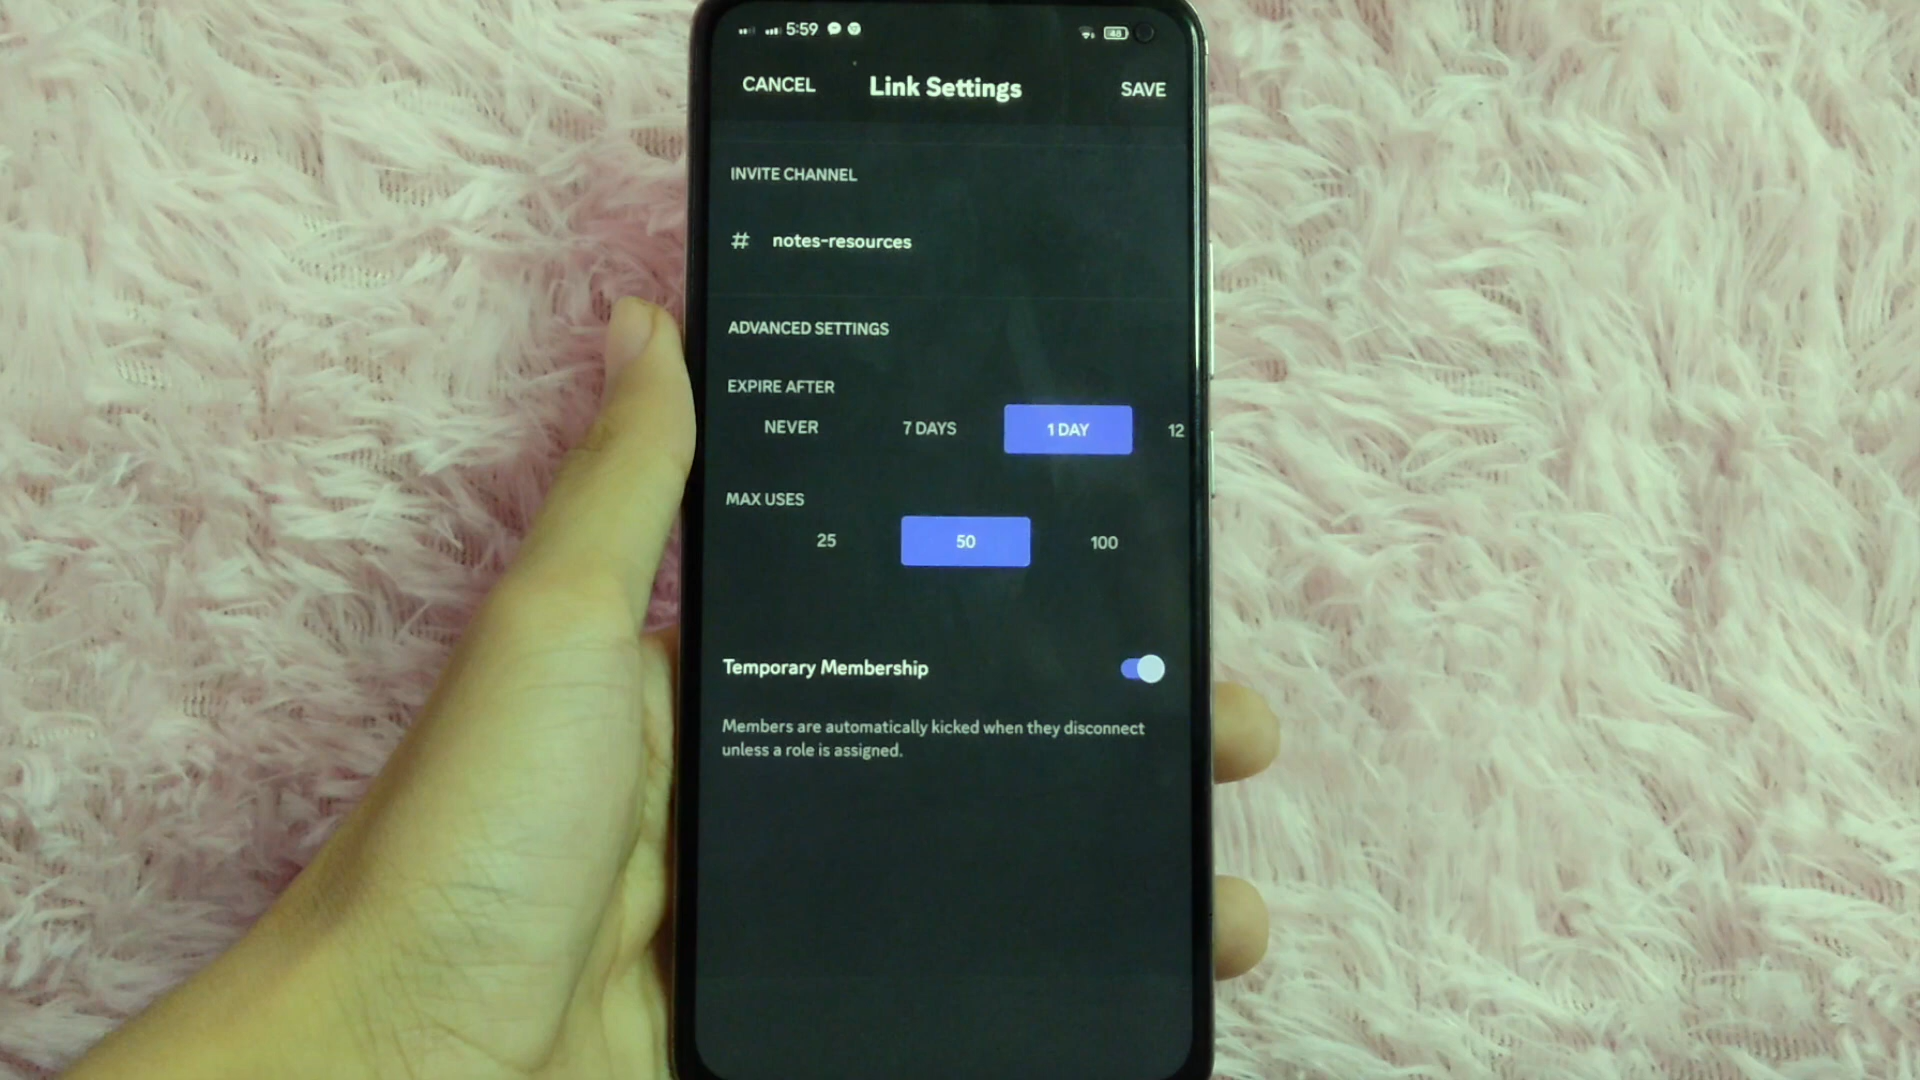 5:59 48
CANCEL Link Settings SAVE
INVITE CHANNEL
# notes-resources
ADVANCED SETTINGS
EXPIRE AFTER
NEVER 7 DAYS 1 DAY 12
MAX USES
25 50 100
Temporary Membership
Members are automatically kicked when they disconnect
unless a role is assigned.